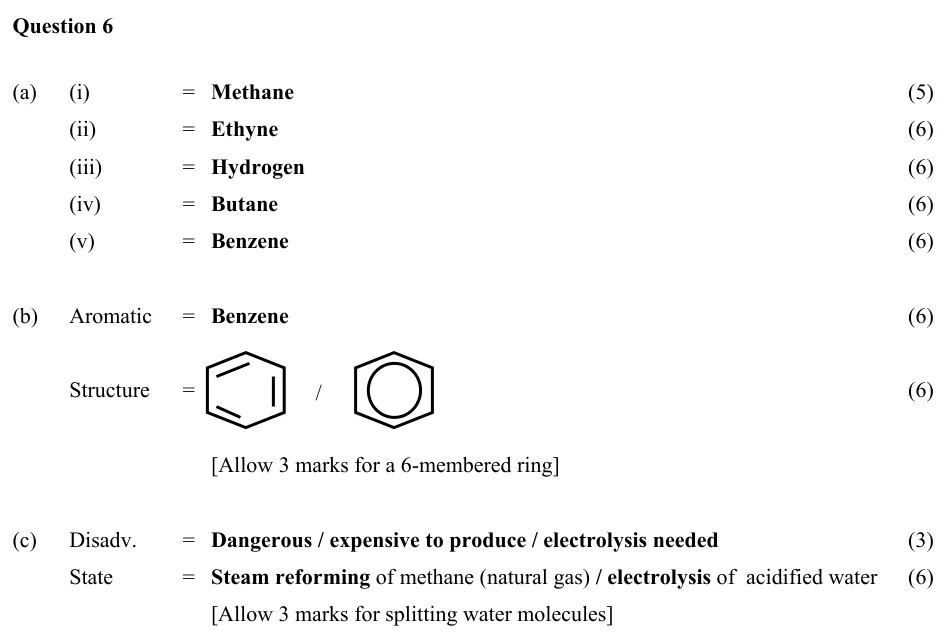 Question 6
(a) (i) = Methane (5)
(ii) = Ethyne (6)
(iii) = Hydrogen (6)
(iv) = Butane (6)
(v) = Benzene (6)
(b) Aromatic = Benzene (6)
Structure = / (6)
[Allow 3 marks for a 6-membered ring]
(c) Disadv. = Dangerous / expensive to produce / electrolysis needed (3)
State = Steam reforming of methane (natural gas) / electrolysis of acidified water (6)
[Allow 3 marks for splitting water molecules]